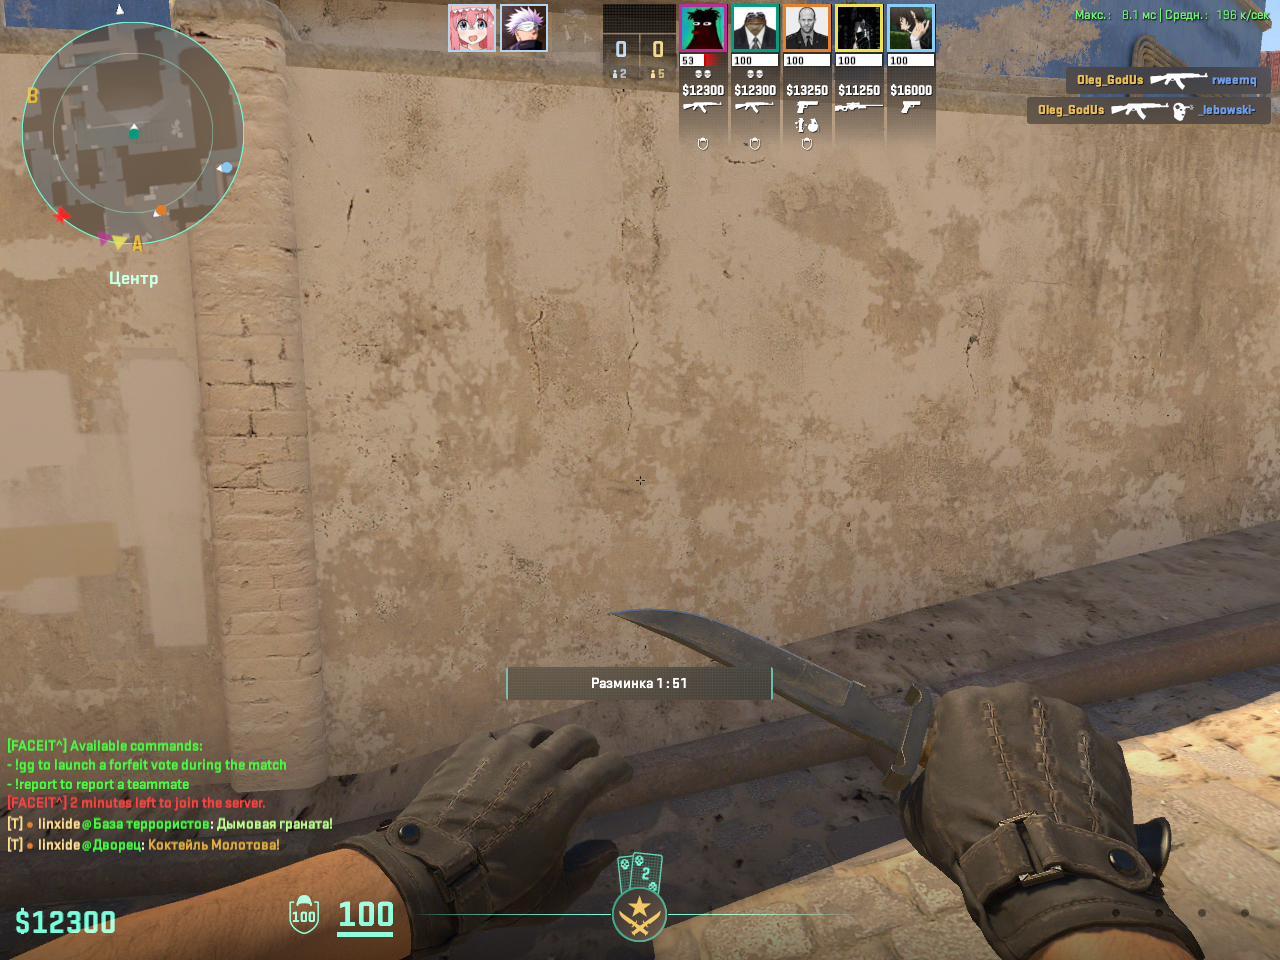 Макс.: 8.1 мс | Средн.: 196 к/сек
0 0
2 5
53 100 100 100 100
$12300 $12300 $13250 $11250 $16000
Oleg_GodUs rweemq
Oleg_GodUs _lebowski-
B
A
Центр
Разминка 1:51
[FACEIT^] Available commands:
- !gg to launch a forfeit vote during the match
- !report to report a teammate
[FACEIT^] 2 minutes left to join the server.
[T] ● linxide@База террористов: Дымовая граната!
[T] ● linxide@Дворец: Коктейль Молотова!
2
$12300
100 100